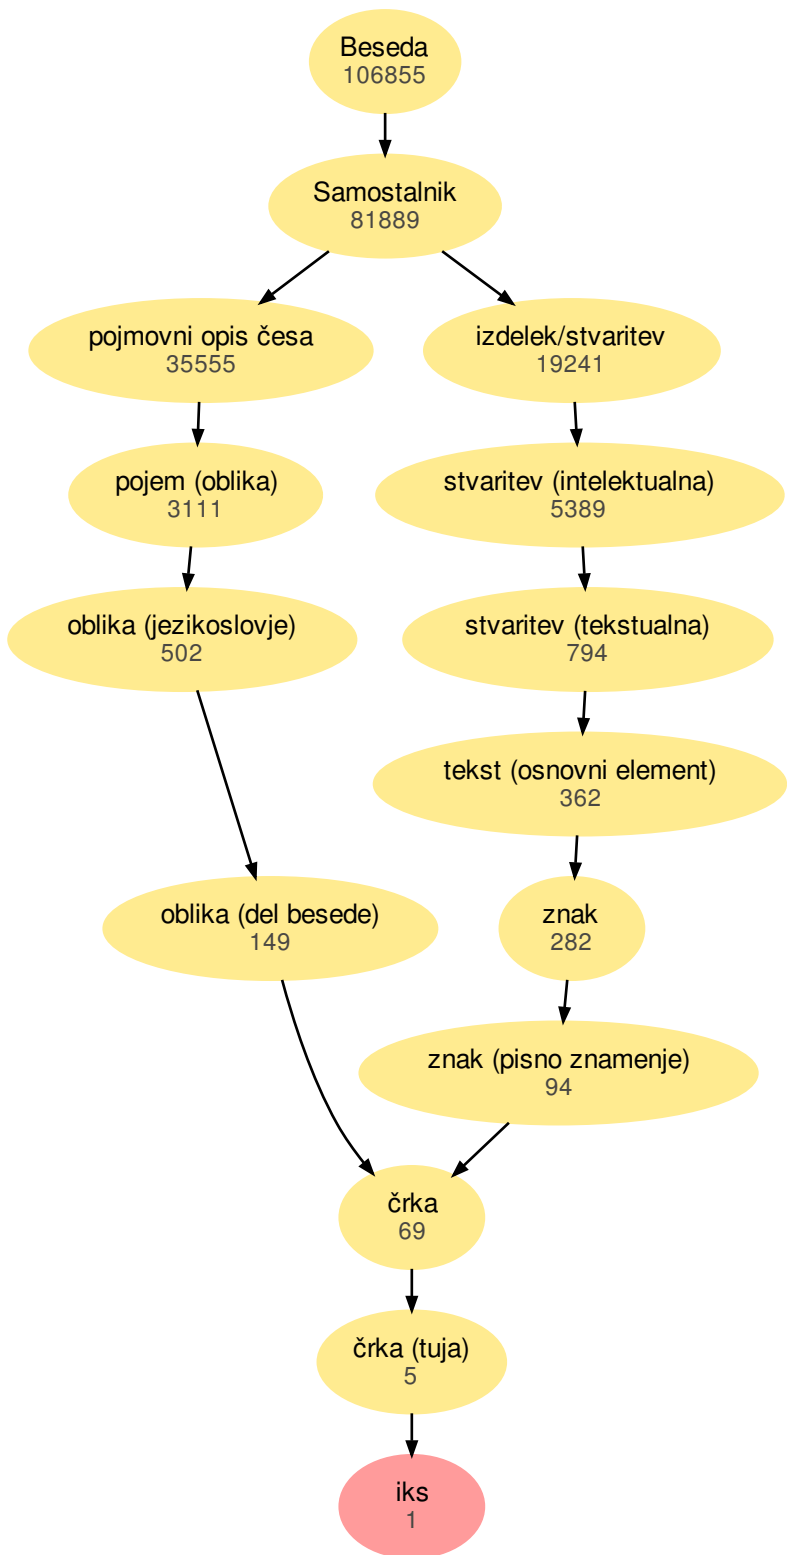 Beseda
106855
Samostalnik
81889
pojmovni opis česa
35555
izdelek/stvaritev
19241
pojem (oblika)
3111
stvaritev (intelektualna)
5389
oblika (jezikoslovje)
502
stvaritev (tekstualna)
794
tekst (osnovni element)
362
oblika (del besede)
149
znak
282
znak (pisno znamenje)
94
črka
69
črka (tuja)
5
iks
1